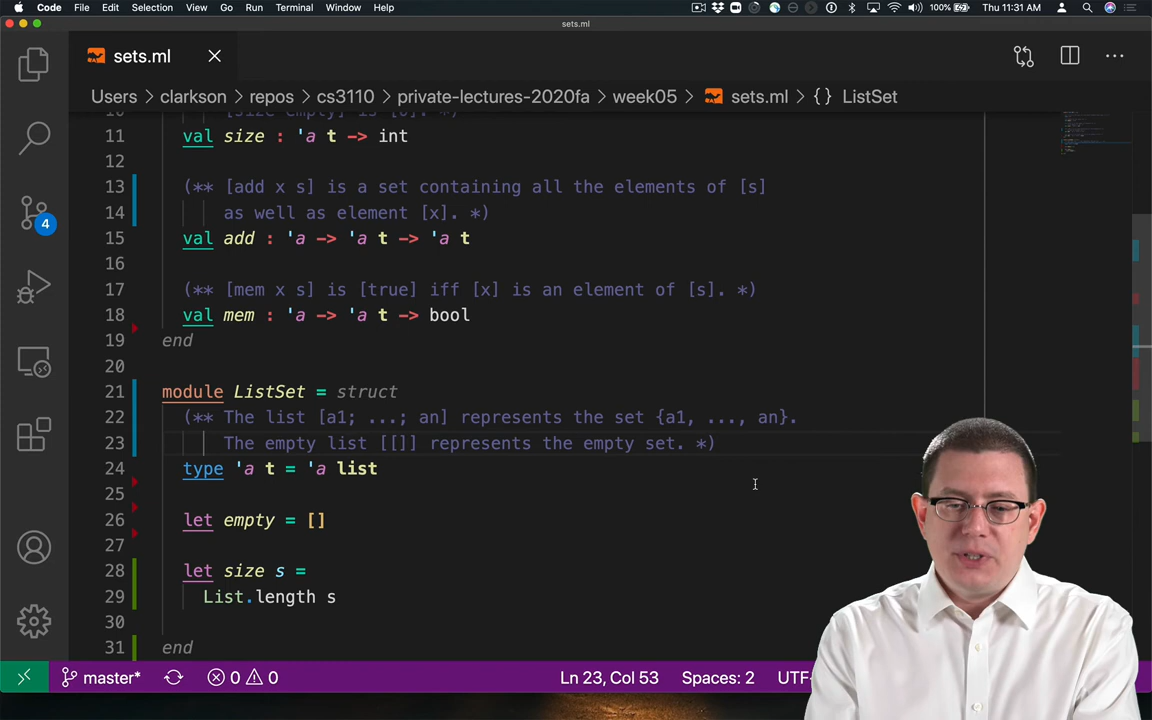 Code File Edit Selection View Go Run Terminal Window Help 100% Thu 11:31 AM
sets.ml
sets.ml
Users > clarkson > repos > cs3110 > private-lectures-2020fa > week05 > sets.ml > {} ListSet
10 [size empty] is [0]. *)
11 val size : 'a t -> int
12
13 (** [add x s] is a set containing all the elements of [s]
14 as well as element [x]. *)
15 val add : 'a -> 'a t -> 'a t
16
17 (** [mem x s] is [true] iff [x] is an element of [s]. *)
18 val mem : 'a -> 'a t -> bool
19 end
20
21 module ListSet = struct
22 (** The list [a1; ...; an] represents the set {a1, ..., an}.
23 The empty list [[]] represents the empty set. *)
24 type 'a t = 'a list
25
26 let empty = []
27
28 let size s =
29 List.length s
30
31 end
4
master* 0 0 Ln 23, Col 53 Spaces: 2 UTF-